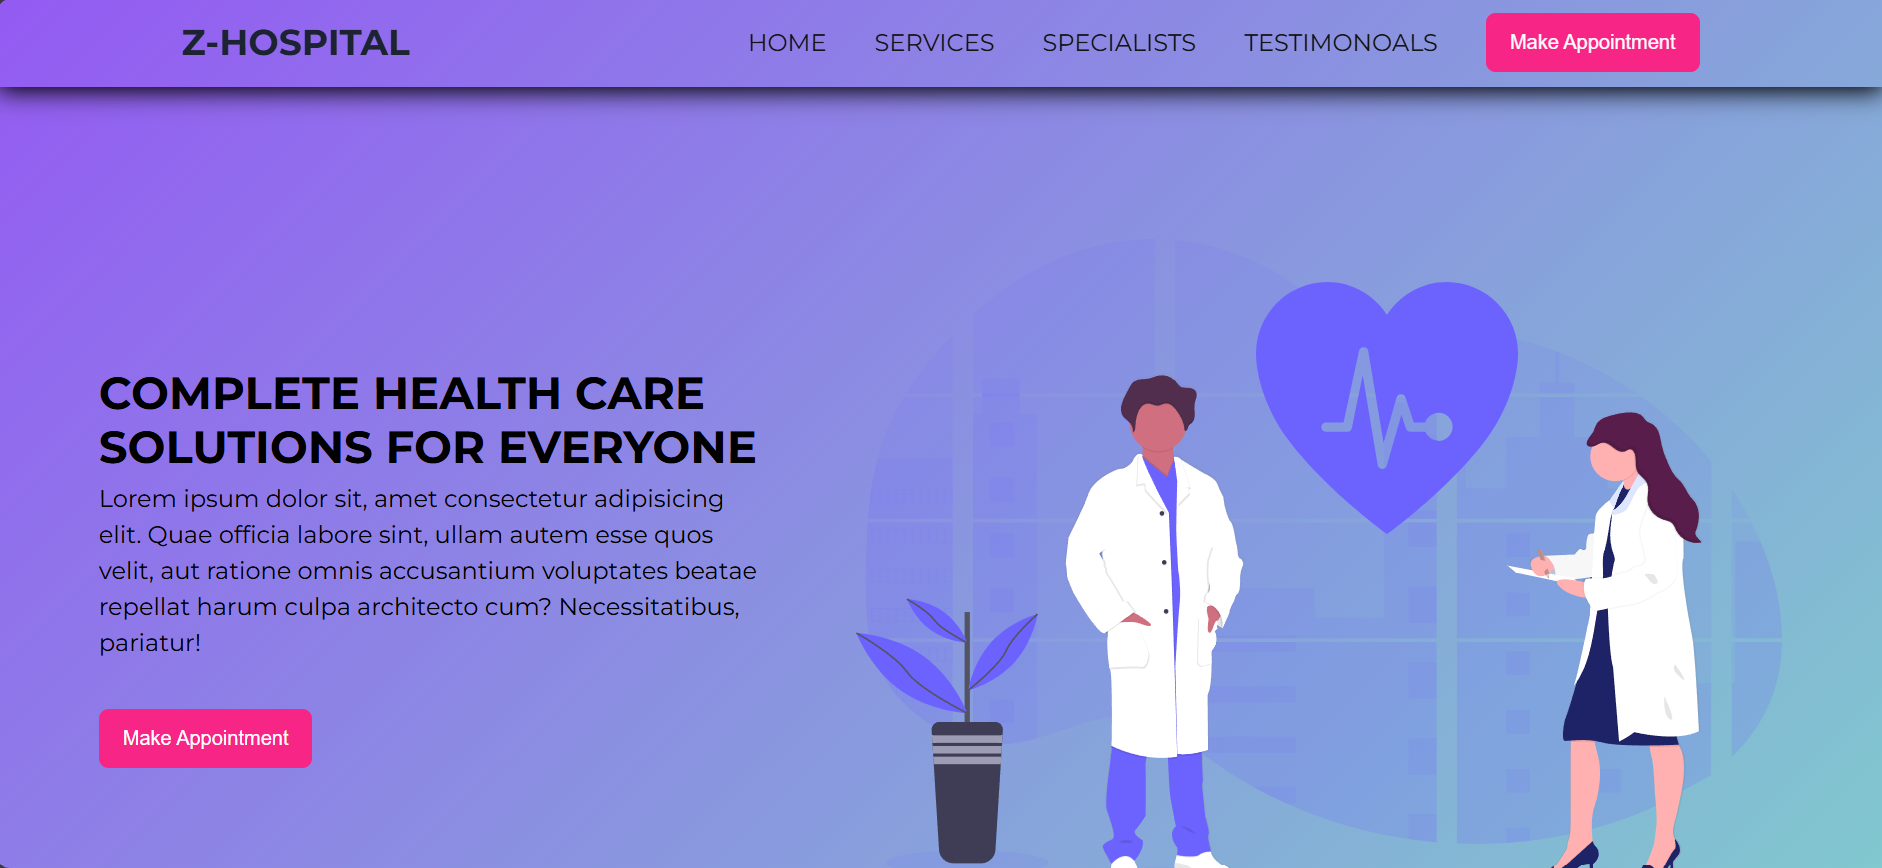 Z-HOSPITAL
HOME SERVICES SPECIALISTS TESTIMONOALS Make Appointment
COMPLETE HEALTH CARE
SOLUTIONS FOR EVERYONE
Lorem ipsum dolor sit, amet consectetur adipisicing
elit. Quae officia labore sint, ullam autem esse quos
velit, aut ratione omnis accusantium voluptates beatae
repellat harum culpa architecto cum? Necessitatibus,
pariatur!
Make Appointment